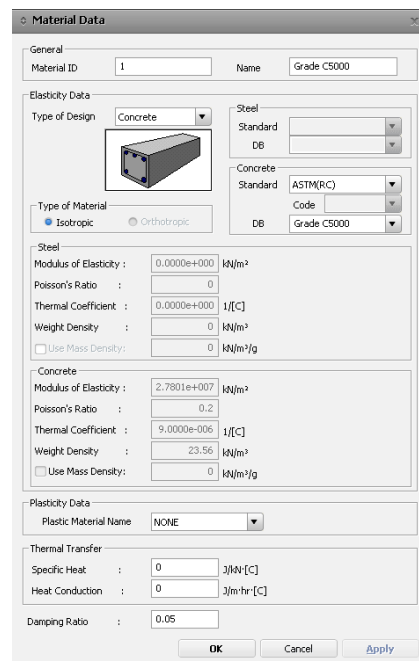 Material Data
General
Material ID 1 Name Grade C5000
Elasticity Data
Type of Design Concrete
Steel
Standard
DB
Concrete
Standard ASTM(RC)
Code
DB Grade C5000
Type of Material
Isotropic Orthotropic
Steel
Modulus of Elasticity : 0.0000e+000 kN/m²
Poisson's Ratio : 0
Thermal Coefficient : 0.0000e+000 1/[C]
Weight Density : 0 kN/m³
Use Mass Density: 0 kN/m³/g
Concrete
Modulus of Elasticity : 2.7801e+007 kN/m²
Poisson's Ratio : 0.2
Thermal Coefficient : 9.0000e-006 1/[C]
Weight Density : 23.56 kN/m³
Use Mass Density: 0 kN/m³/g
Plasticity Data
Plastic Material Name NONE
Thermal Transfer
Specific Heat : 0 J/kN·[C]
Heat Conduction : 0 J/m·hr·[C]
Damping Ratio : 0.05
OK Cancel Apply